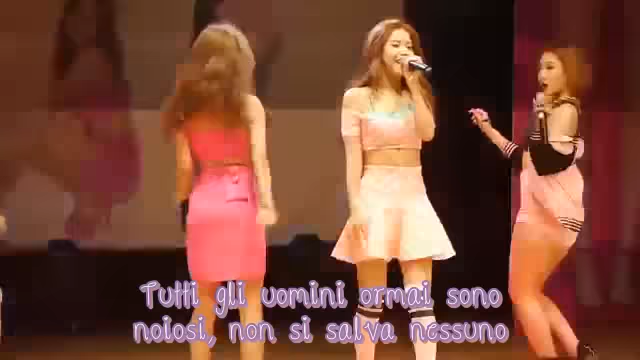 Tutti gli uomini ormai sono
noiosi, non si salva nessuno